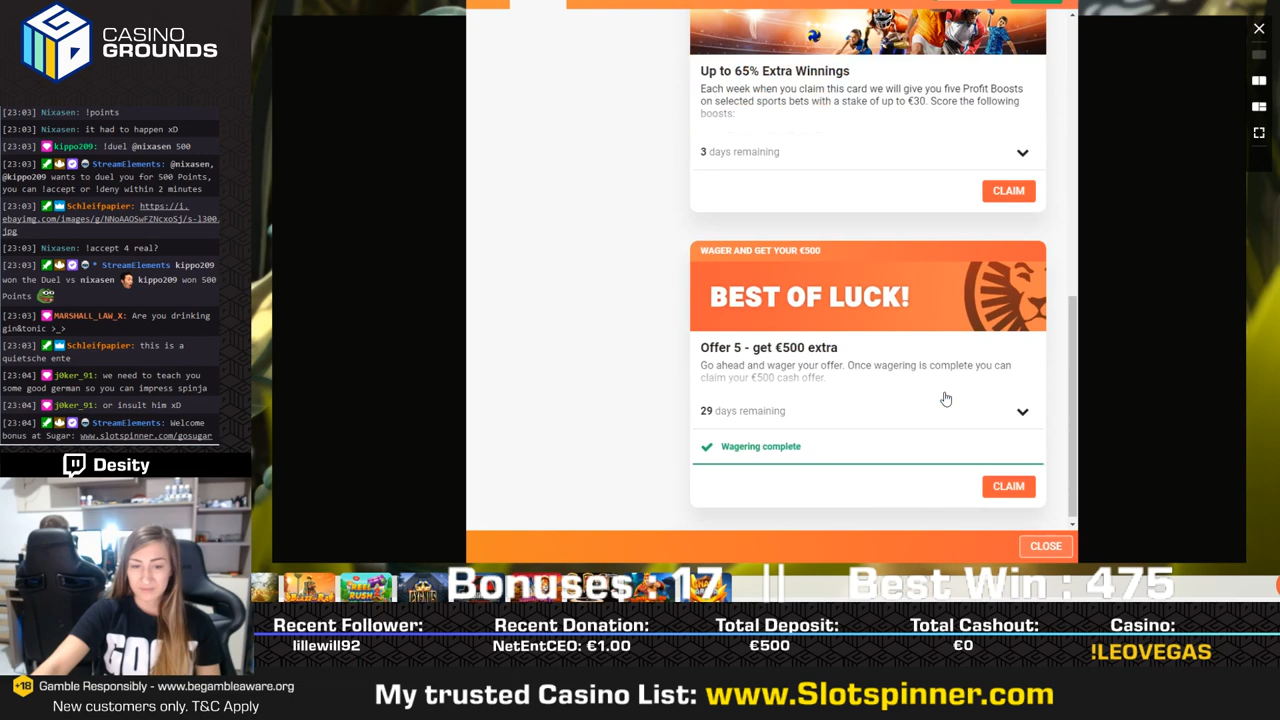 CASINO
GROUNDS
[23:03] Nixasen: !points
[23:03] Nixasen: it had to happen xD
[23:03] kippo209: !duel @nixasen 500
[23:03] StreamElements: @nixasen,
@kippo209 wants to duel you for 500 Points,
you can !accept or !deny within 2 minutes
[23:03] Schleifpapier: https://i.
ebayimg.com/images/g/NNoAAOSwFZNcxoSj/s-l300.
jpg
[23:03] Nixasen: !accept 4 real?
[23:03] * StreamElements kippo209
won the Duel vs nixasen kippo209 won 500
Points
[23:03] MARSHALL_LAW_X: Are you drinking
gin&tonic >_>
[23:03] Schleifpapier: this is a
quietsche ente
[23:04] j0ker_91: we need to teach you
some good german so you can impress spinja
[23:04] j0ker_91: or insult him xD
[23:04] StreamElements: Welcome
bonus at Sugar: www.slotspinner.com/gosugar
Desity
Up to 65% Extra Winnings
Each week when you claim this card we will give you five Profit Boosts
on selected sports bets with a stake of up to €30. Score the following
boosts:
3 days remaining
CLAIM
WAGER AND GET YOUR €500
BEST OF LUCK!
Offer 5 - get €500 extra
Go ahead and wager your offer. Once wagering is complete you can
claim your €500 cash offer.
29 days remaining
Wagering complete
CLAIM
CLOSE
Bonuses : 17 || Best Win : 475
Recent Follower:
lillewill92
Recent Donation:
NetEntCEO: €1.00
Total Deposit:
€500
Total Cashout:
€0
Casino:
!LEOVEGAS
+18 Gamble Responsibly - www.begambleaware.org
New customers only. T&C Apply
My trusted Casino List: www.Slotspinner.com